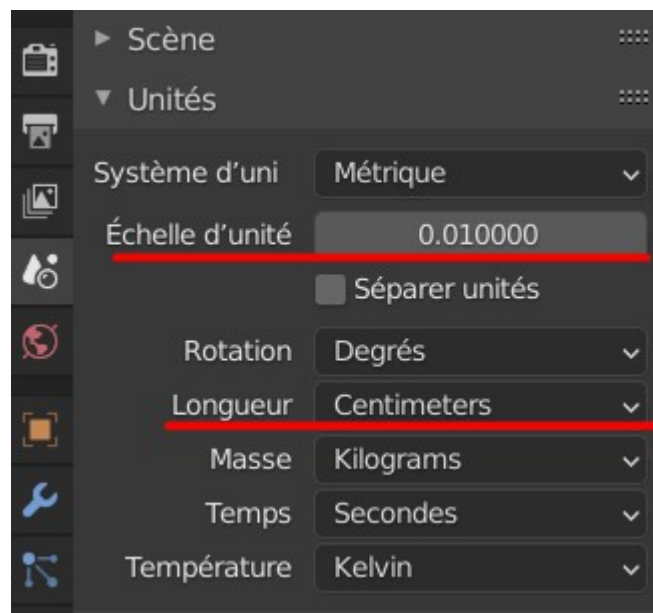 Scène
Unités
Système d'uni Métrique
Échelle d'unité 0.010000
Séparer unités
Rotation Degrés
Longueur Centimeters
Masse Kilograms
Temps Secondes
Température Kelvin